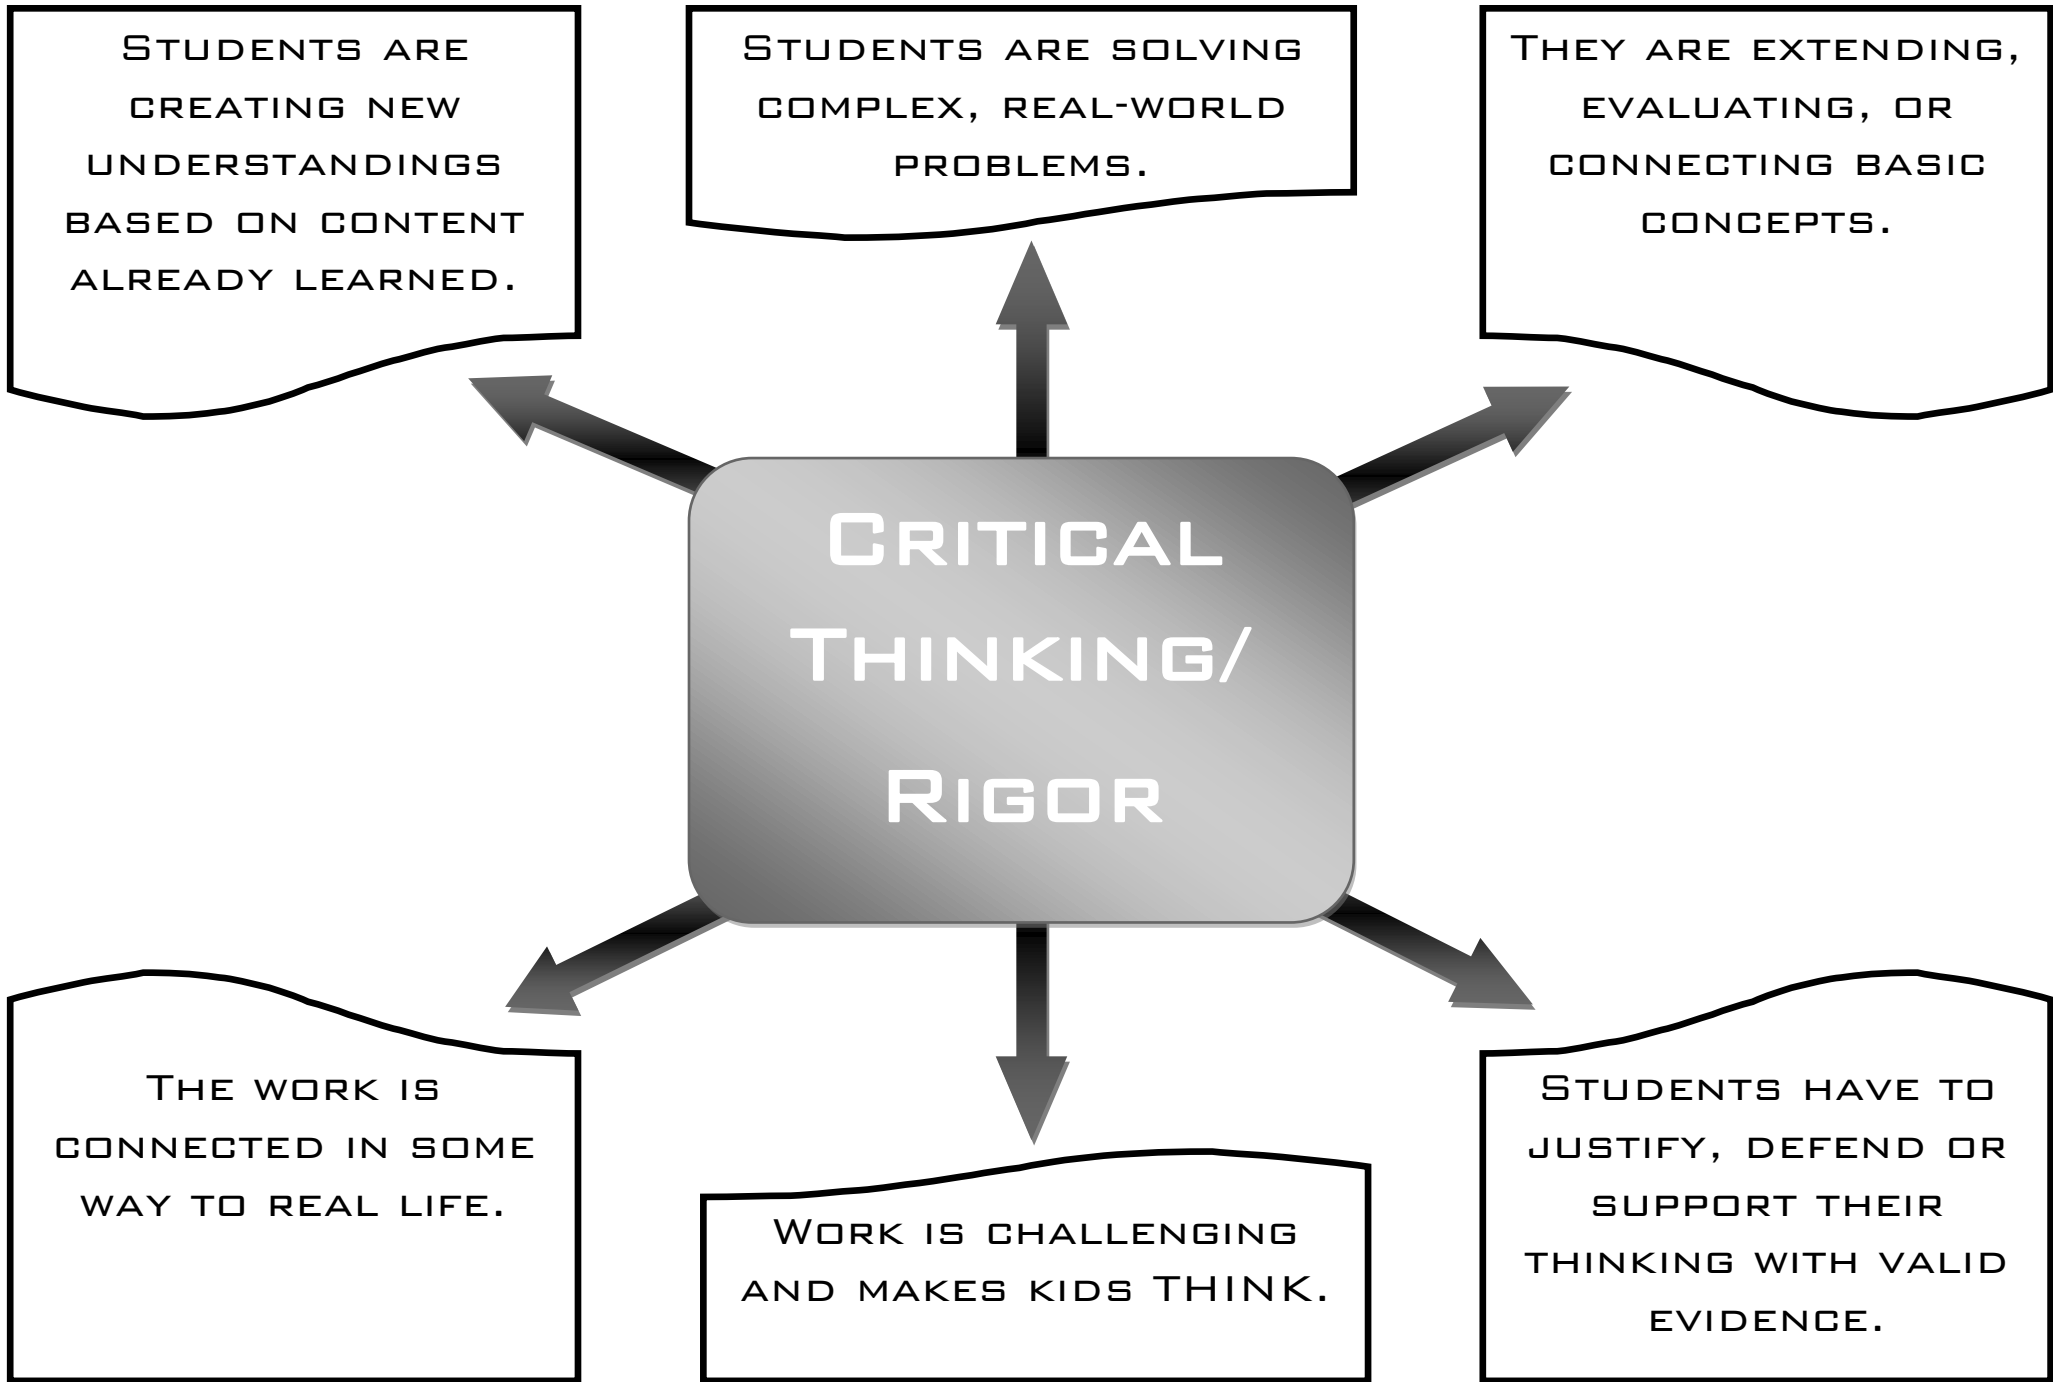 Students are
creating new
understandings
based on content
already learned.
Students are solving
complex, real-world
problems.
They are extending,
evaluating, or
connecting basic
concepts.
Critical
Thinking/
Rigor
The work is
connected in some
way to real life.
Work is challenging
and makes kids THINK.
Students have to
justify, defend or
support their
thinking with valid
evidence.